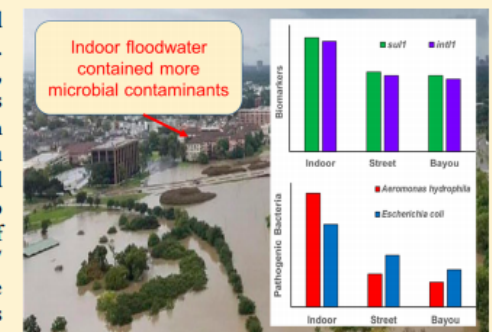 Indoor floodwater
contained more
microbial contaminants
Biomarkers
sul1
intI1
Indoor Street Bayou
Pathogenic Bacteria
Aeromonas hydrophila
Escherichia coli
Indoor Street Bayou